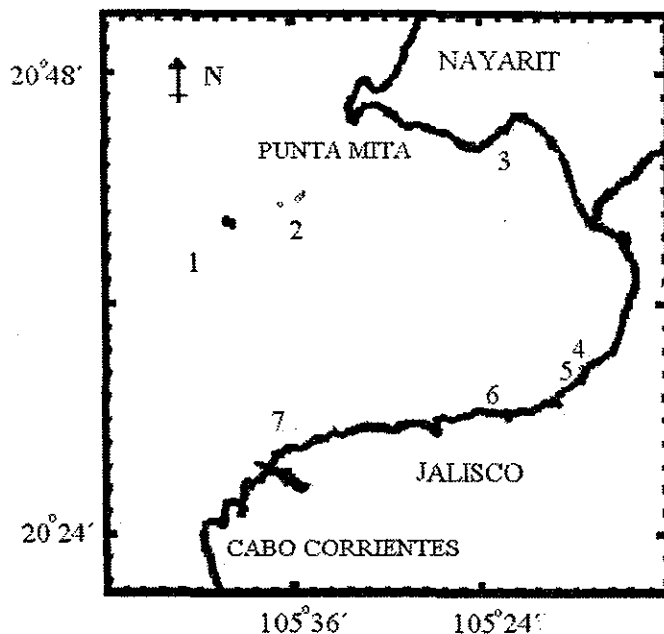 20°48′
N
NAYARIT
PUNTA MITA
3
2
1
4
5
6
7
JALISCO
20°24′
CABO CORRIENTES
105°36′ 105°24′